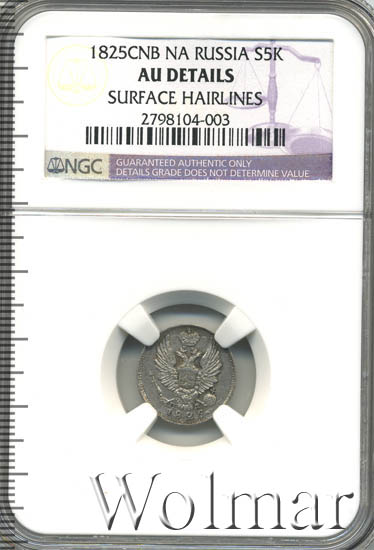 1825CNB NA RUSSIA S5K
AU DETAILS
SURFACE HAIRLINES
2798104-003
NGC
GUARANTEED AUTHENTIC ONLY
DETAILS GRADE DOES NOT DETERMINE VALUE
Wolmar